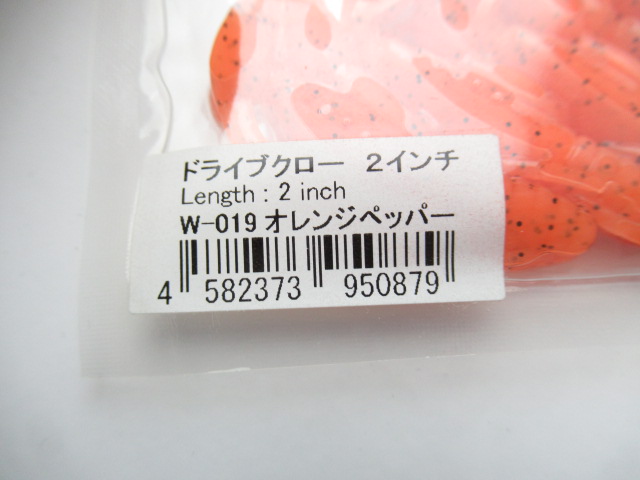 ドライブクロー 2インチ
Length : 2 inch
W-019 オレンジペッパー
4 582373 950879